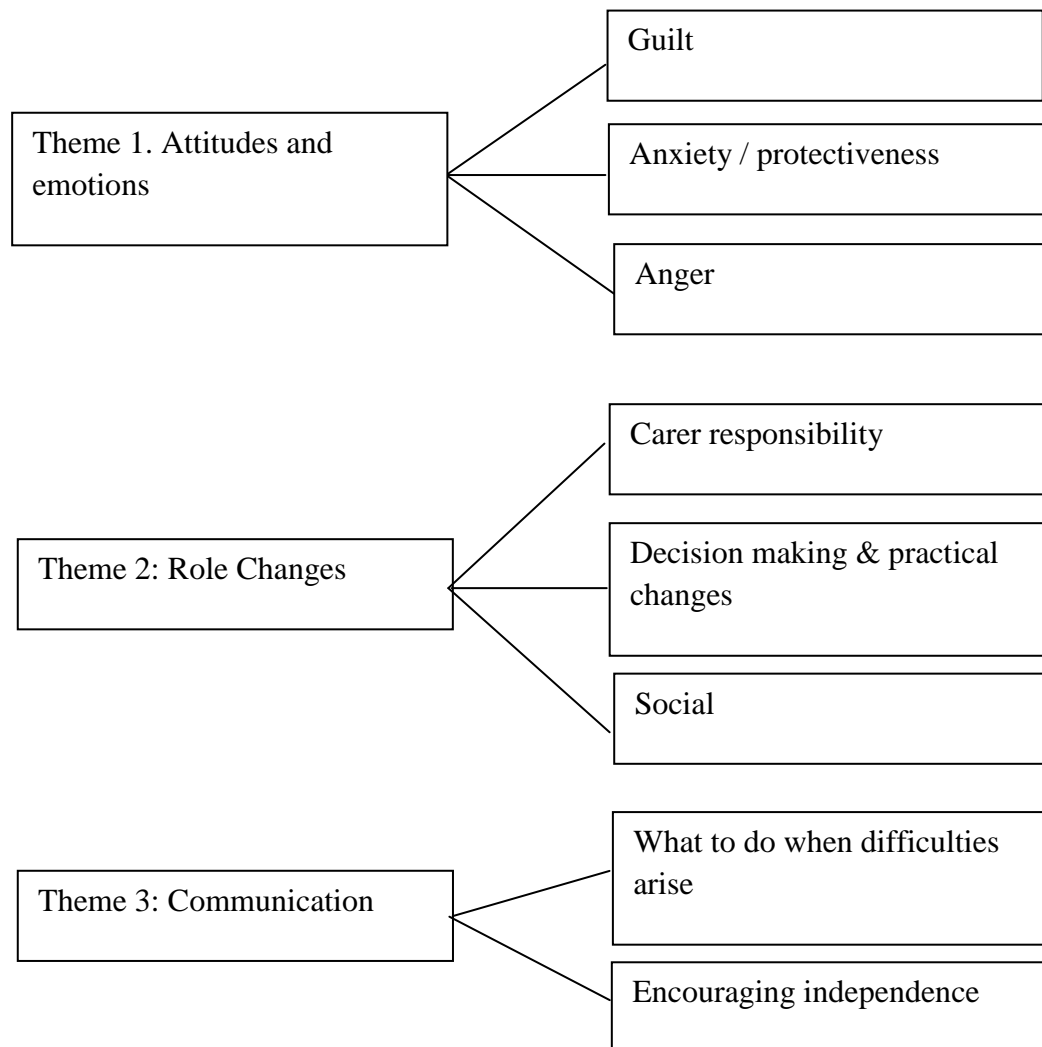 Theme 1. Attitudes and
emotions
Guilt
Anxiety / protectiveness
Anger
Theme 2: Role Changes
Carer responsibility
Decision making & practical
changes
Social
Theme 3: Communication
What to do when difficulties
arise
Encouraging independence